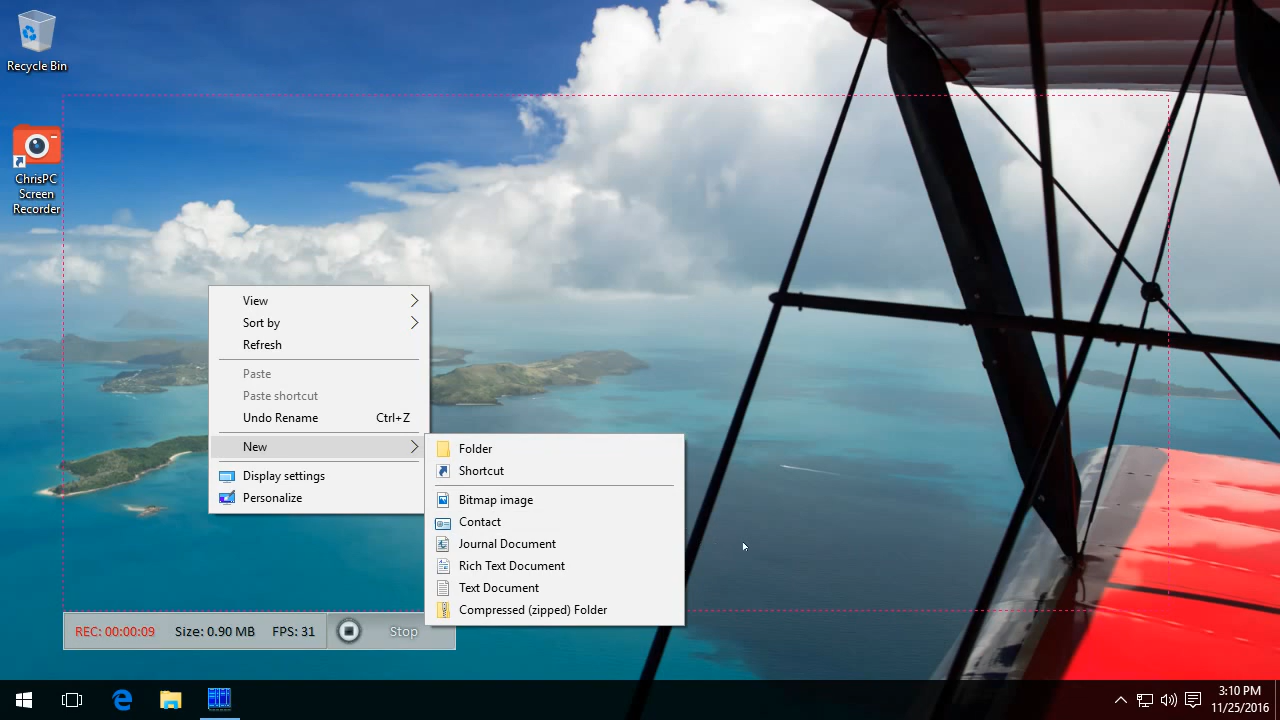 Recycle Bin
ChrisPC
Screen
Recorder
View
Sort by
Refresh
Paste
Paste shortcut
Undo Rename Ctrl+Z
New
Display settings
Personalize
Folder
Shortcut
Bitmap image
Contact
Journal Document
Rich Text Document
Text Document
Compressed (zipped) Folder
REC: 00:00:09 Size: 0.90 MB FPS: 31 Stop
3:10 PM
11/25/2016